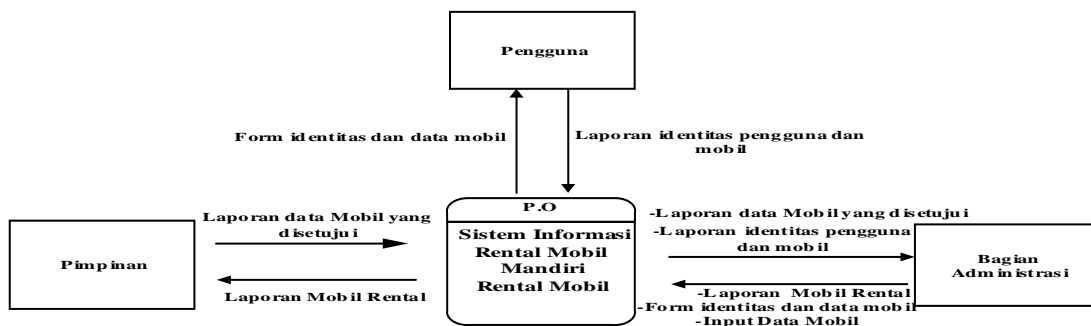 Pengguna
Form identitas dan data mobil
Laporan identitas pengguna dan
mobil
Laporan data Mobil yang
disetujui
Pimpinan
Laporan Mobil Rental
P.O
Sistem Informasi
Rental Mobil
Mandiri
Rental Mobil
-Laporan data Mobil yang disetujui
-Laporan identitas pengguna
dan mobil
Bagian
Administrasi
-Laporan Mobil Rental
-Form identitas dan data mobil
-Input Data Mobil